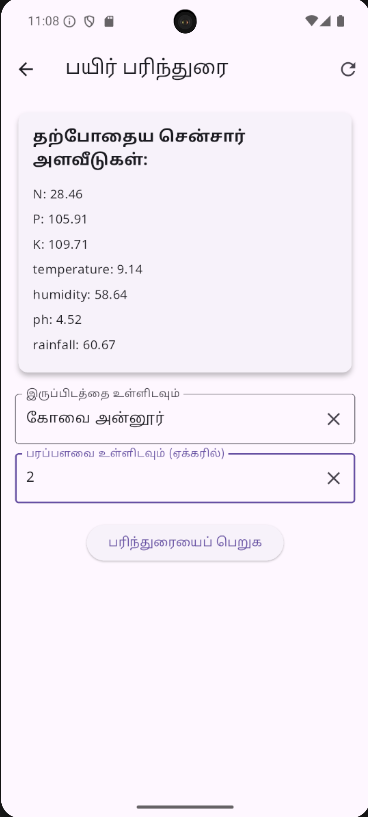 11:08
பயிர் பரிந்துரை
தற்போதைய சென்சார்
அளவீடுகள்:
N: 28.46
P: 105.91
K: 109.71
temperature: 9.14
humidity: 58.64
ph: 4.52
rainfall: 60.67
இருப்பிடத்தை உள்ளிடவும்
கோவை அன்னூர்
பரப்பளவை உள்ளிடவும் (ஏக்கரில்)
2
பரிந்துரையைப் பெறுக